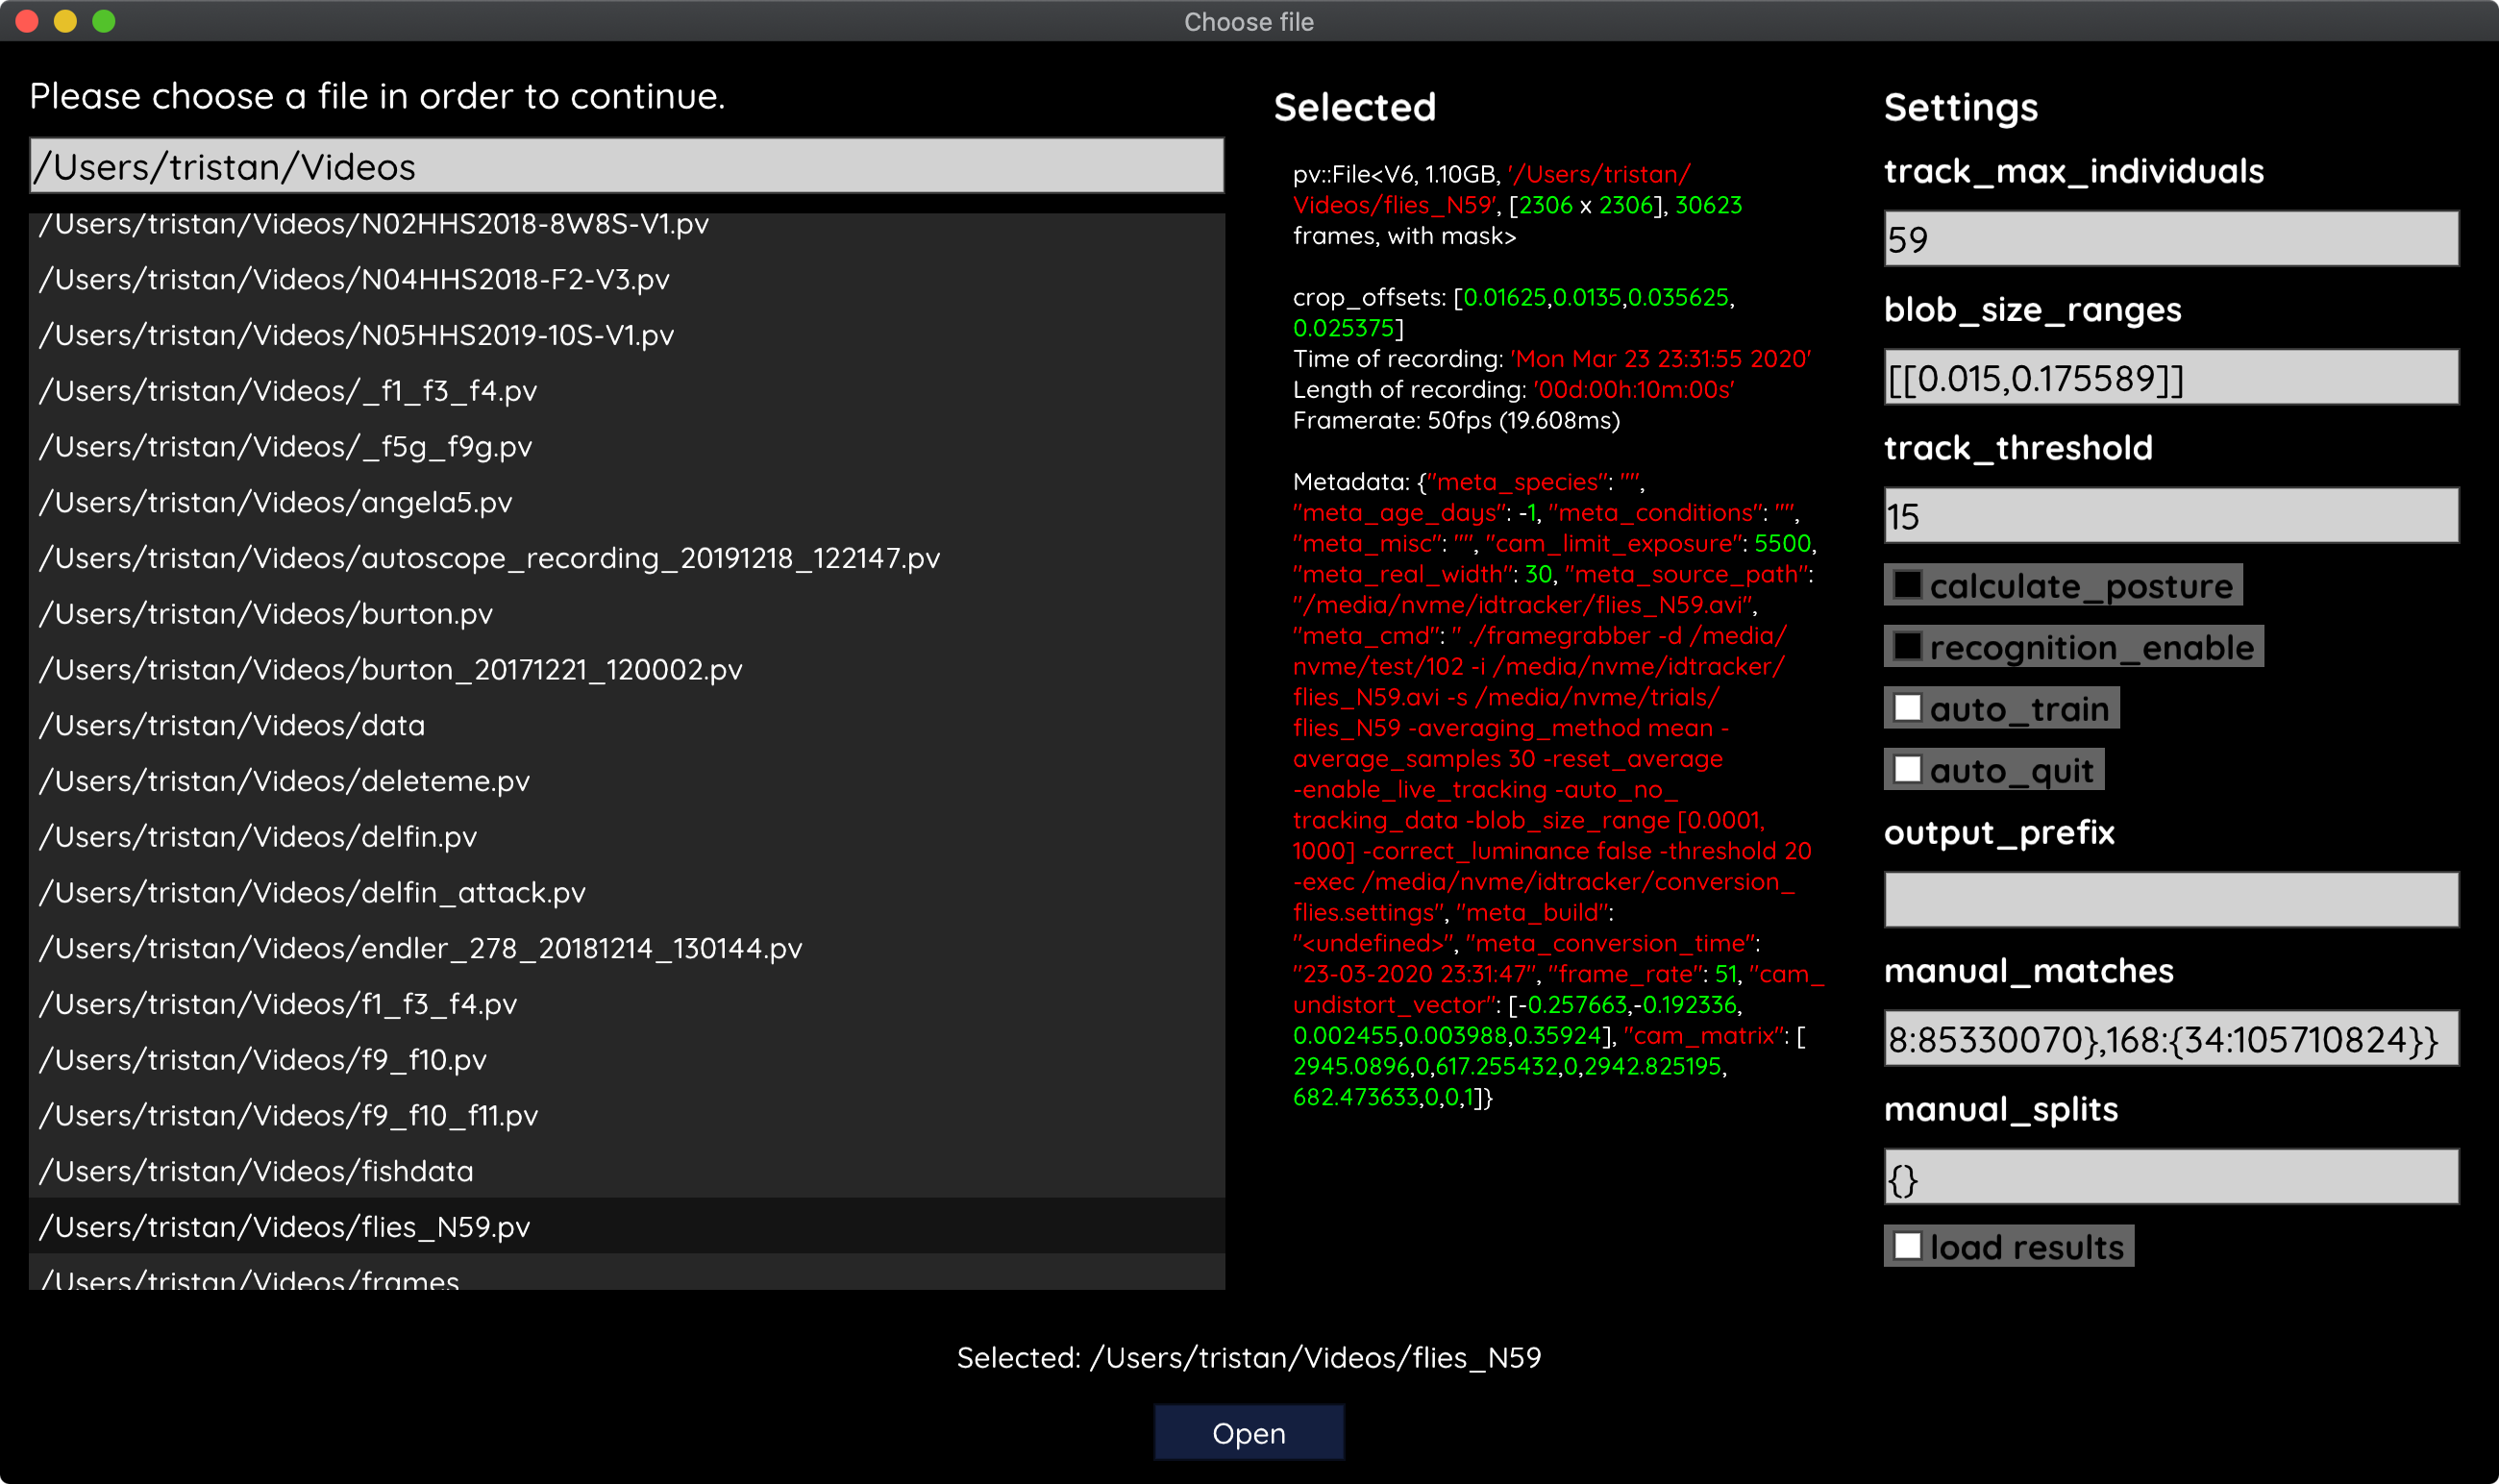 Choose file
Please choose a file in order to continue.
/Users/tristan/Videos
/Users/tristan/Videos/N02HHS2018-8W8S-V1.pv
/Users/tristan/Videos/N04HHS2018-F2-V3.pv
/Users/tristan/Videos/N05HHS2019-10S-V1.pv
/Users/tristan/Videos/_f1_f3_f4.pv
/Users/tristan/Videos/_f5g_f9g.pv
/Users/tristan/Videos/angela5.pv
/Users/tristan/Videos/autoscope_recording_20191218_122147.pv
/Users/tristan/Videos/burton.pv
/Users/tristan/Videos/burton_20171221_120002.pv
/Users/tristan/Videos/data
/Users/tristan/Videos/deleteme.pv
/Users/tristan/Videos/delfin.pv
/Users/tristan/Videos/delfin_attack.pv
/Users/tristan/Videos/endler_278_20181214_130144.pv
/Users/tristan/Videos/f1_f3_f4.pv
/Users/tristan/Videos/f9_f10.pv
/Users/tristan/Videos/f9_f10_f11.pv
/Users/tristan/Videos/fishdata
/Users/tristan/Videos/flies_N59.pv
/Users/tristan/Videos/frames
Selected
pv::File<V6, 1.10GB, '/Users/tristan/
Videos/flies_N59', [2306 x 2306], 30623
frames, with mask>
crop_offsets: [0.01625,0.0135,0.035625,
0.025375]
Time of recording: 'Mon Mar 23 23:31:55 2020'
Length of recording: '00d:00h:10m:00s'
Framerate: 50fps (19.608ms)
Metadata: {"meta_species": "",
"meta_age_days": -1, "meta_conditions": "",
"meta_misc": "", "cam_limit_exposure": 5500,
"meta_real_width": 30, "meta_source_path":
"/media/nvme/idtracker/flies_N59.avi",
"meta_cmd": " ./framegrabber -d /media/
nvme/test/102 -i /media/nvme/idtracker/
flies_N59.avi -s /media/nvme/trials/
flies_N59 -averaging_method mean -
average_samples 30 -reset_average
-enable_live_tracking -auto_no_
tracking_data -blob_size_range [0.0001,
1000] -correct_luminance false -threshold 20
-exec /media/nvme/idtracker/conversion_
flies.settings", "meta_build":
"<undefined>", "meta_conversion_time":
"23-03-2020 23:31:47", "frame_rate": 51, "cam_
undistort_vector": [-0.257663,-0.192336,
0.002455,0.003988,0.35924], "cam_matrix": [
2945.0896,0,617.255432,0,2942.825195,
682.473633,0,0,1]}
Settings
track_max_individuals
59
blob_size_ranges
[[0.015,0.175589]]
track_threshold
15
calculate_posture
recognition_enable
auto_train
auto_quit
output_prefix
manual_matches
8:85330070},168:{34:105710824}}
manual_splits
{}
load results
Selected: /Users/tristan/Videos/flies_N59
Open